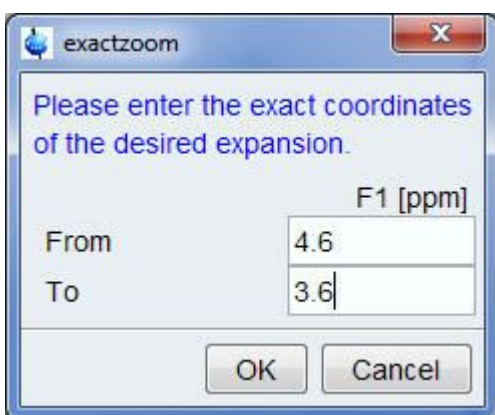 exactzoom
Please enter the exact coordinates
of the desired expansion.
F1 [ppm]
From 4.6
To 3.6
OK Cancel